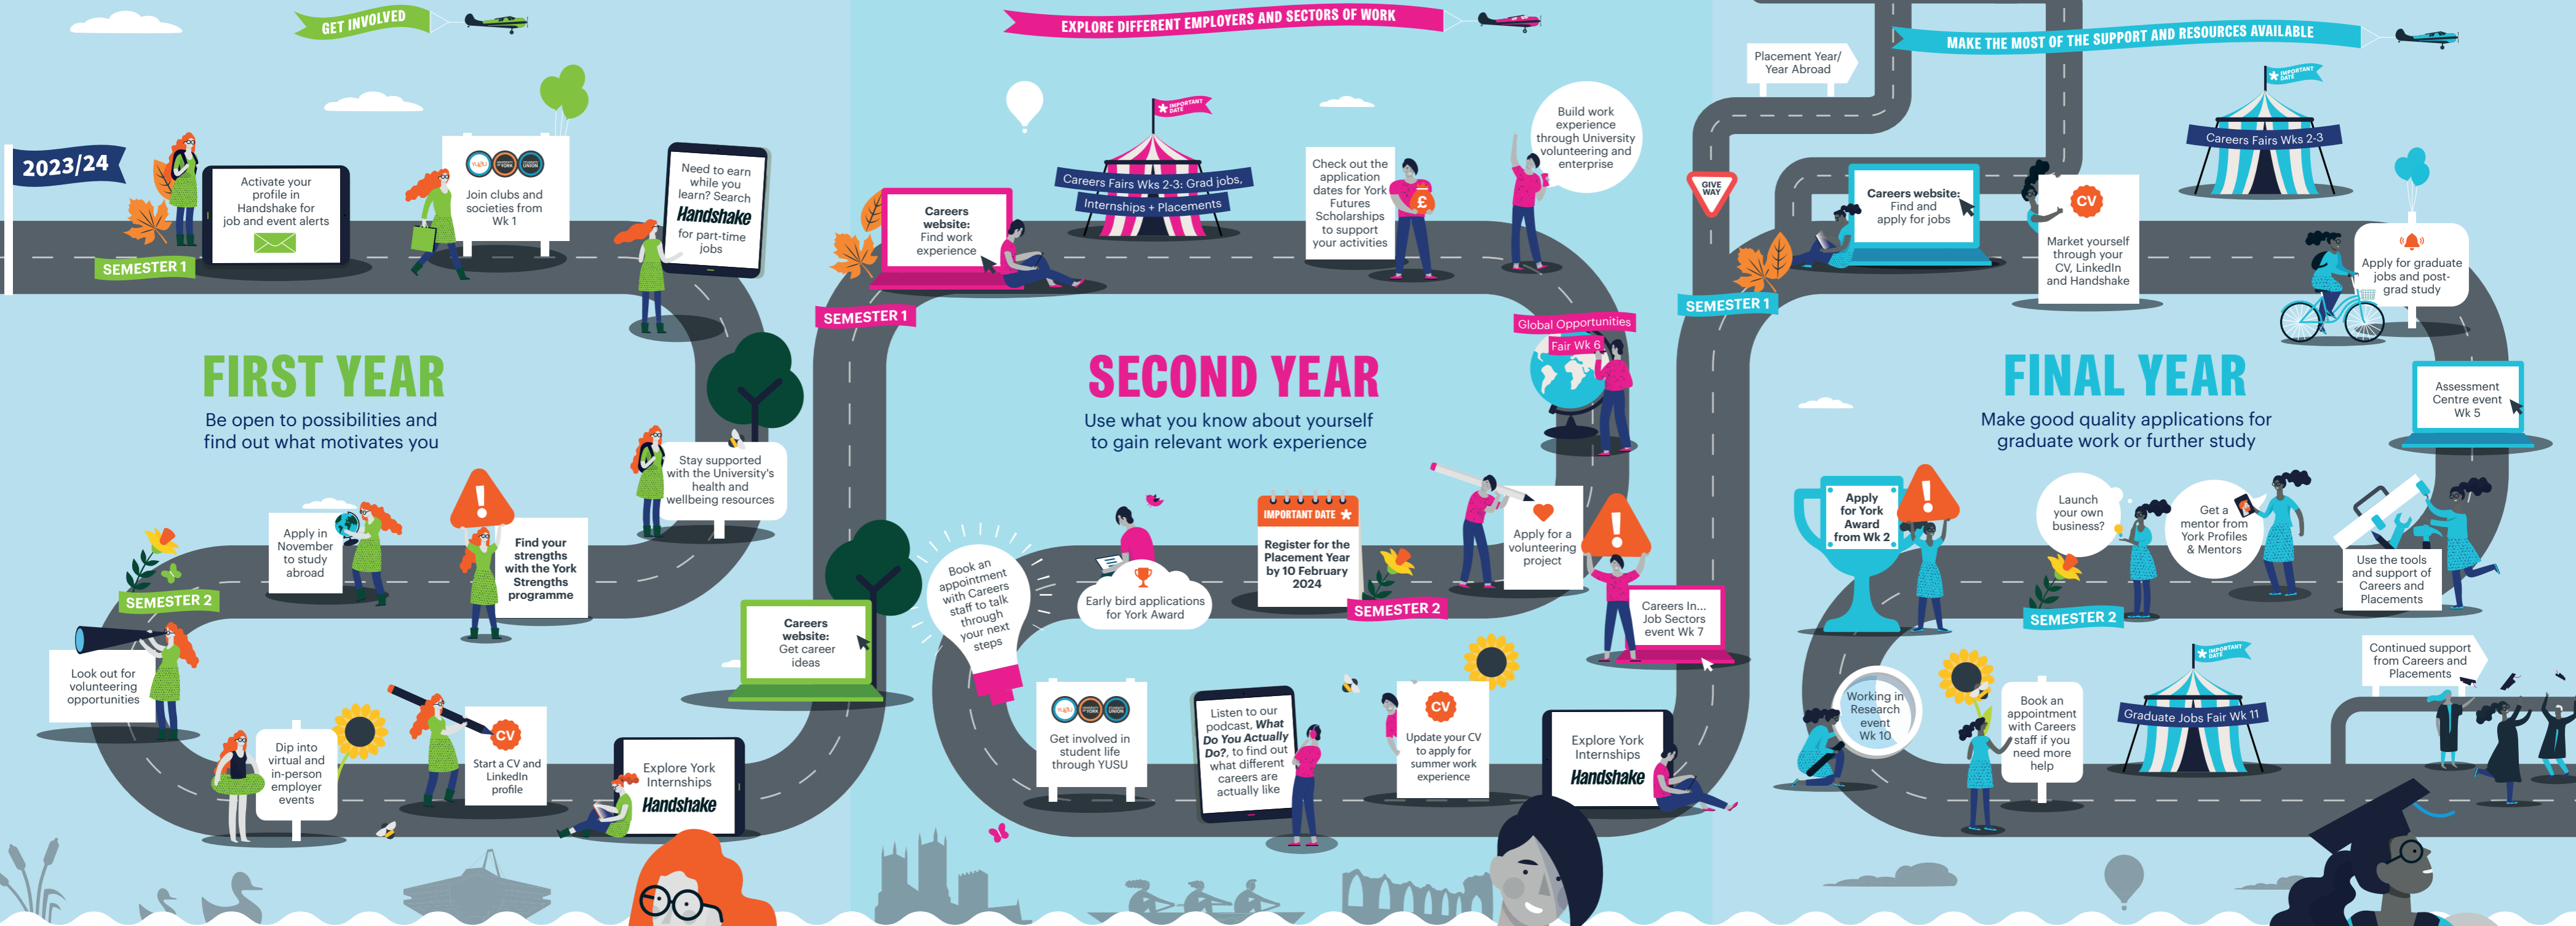 GET INVOLVED
2023/24
SEMESTER 1
Activate your
profile in
Handshake for
job and event alerts
Join clubs and
societies from
Wk 1
Need to earn
while you
learn? Search
Handshake
for part-time
jobs
FIRST YEAR
Be open to possibilities and
find out what motivates you
Stay supported
with the University's
health and
wellbeing resources
!
Find your
strengths
with the York
Strengths
programme
Apply in
November
to study
abroad
SEMESTER 2
Look out for
volunteering
opportunities
Dip into
virtual and
in-person
employer
events
CV
Start a CV and
LinkedIn
profile
Explore York
Internships
Handshake
Careers
website:
Get career
ideas
EXPLORE DIFFERENT EMPLOYERS AND SECTORS OF WORK
SEMESTER 1
Careers
website:
Find work
experience
IMPORTANT
DATE
Careers Fairs Wks 2-3: Grad jobs,
Internships + Placements
Check out the
application
dates for York
Futures
Scholarships
to support
your activities
£
Build work
experience
through University
volunteering and
enterprise
Global Opportunities
Fair Wk 6
SECOND YEAR
Use what you know about yourself
to gain relevant work experience
!
Careers In...
Job Sectors
event Wk 7
Apply for a
volunteering
project
SEMESTER 2
IMPORTANT DATE
Register for the
Placement Year
by 10 February
2024
Early bird applications
for York Award
Book an
appointment
with Careers
staff to talk
through
your next
steps
Get involved in
student life
through YUSU
Listen to our
podcast, What
Do You Actually
Do?, to find out
what different
careers are
actually like
CV
Update your CV
to apply for
summer work
experience
Explore York
Internships
Handshake
MAKE THE MOST OF THE SUPPORT AND RESOURCES AVAILABLE
Placement Year/
Year Abroad
GIVE
WAY
SEMESTER 1
Careers website:
Find and
apply for jobs
CV
Market yourself
through your
CV, LinkedIn
and Handshake
IMPORTANT
DATE
Careers Fairs Wks 2-3
Apply for graduate
jobs and post-
grad study
Assessment
Centre event
Wk 5
FINAL YEAR
Make good quality applications for
graduate work or further study
Use the tools
and support of
Careers and
Placements
Get a
mentor from
York Profiles
& Mentors
Launch
your own
business?
SEMESTER 2
!
Apply
for York
Award
from Wk 2
Working in
Research
event
Wk 10
Book an
appointment
with Careers
staff if you
need more
help
IMPORTANT
DATE
Graduate Jobs Fair Wk 11
Continued support
from Careers and
Placements